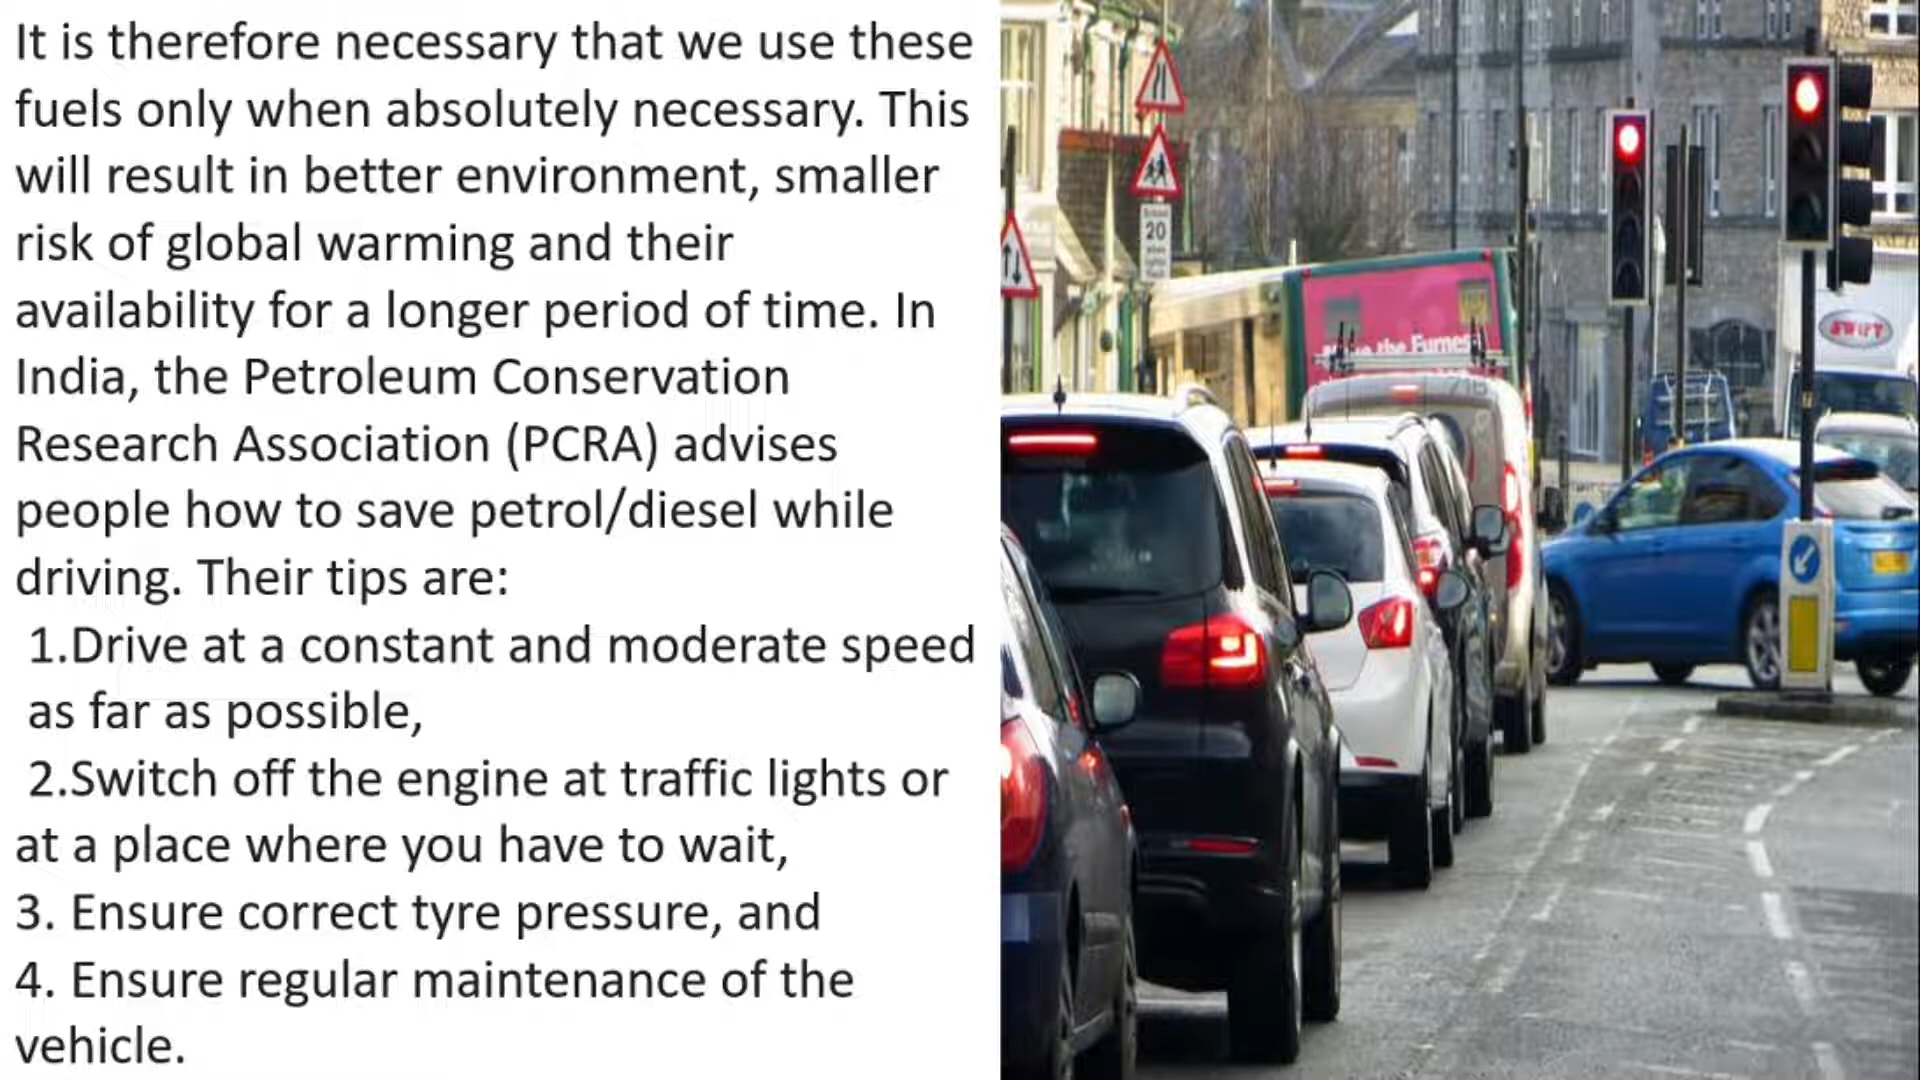 It is therefore necessary that we use these
fuels only when absolutely necessary. This
will result in better environment, smaller
risk of global warming and their
availability for a longer period of time. In
India, the Petroleum Conservation
Research Association (PCRA) advises
people how to save petrol/diesel while
driving. Their tips are:
1.Drive at a constant and moderate speed
as far as possible,
2.Switch off the engine at traffic lights or
at a place where you have to wait,
3. Ensure correct tyre pressure, and
4. Ensure regular maintenance of the
vehicle.
20
the Furness
SWIFT